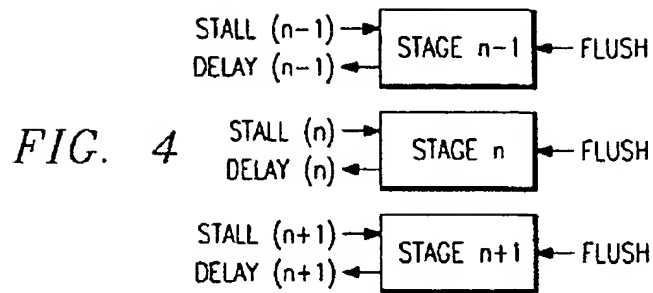 STALL (n-1)
DELAY (n-1)
STAGE n-1
FLUSH
FIG. 4
STALL (n)
DELAY (n)
STAGE n
FLUSH
STALL (n+1)
DELAY (n+1)
STAGE n+1
FLUSH